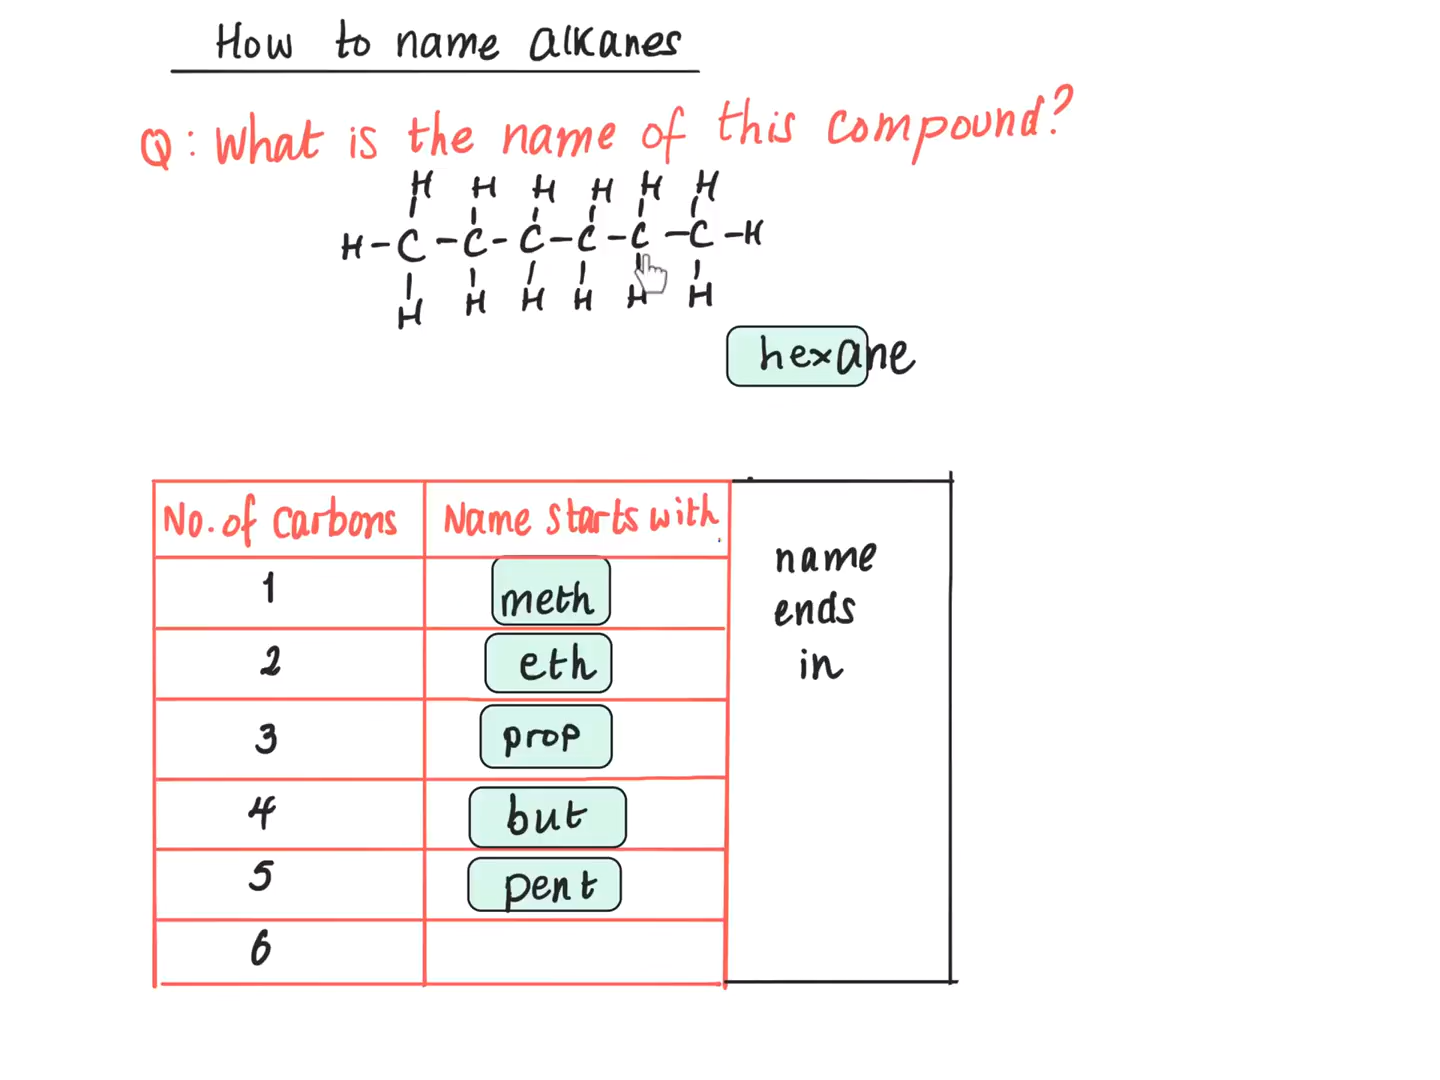 How to name alkanes
Q: What is the name of this compound?
H H H H H H
H-C-C-C-C-C-C-H
H H H H H H
hexane
No. of Carbons Name starts with
name
ends
in
1 meth
2 eth
3 prop
4 but
5 pent
6